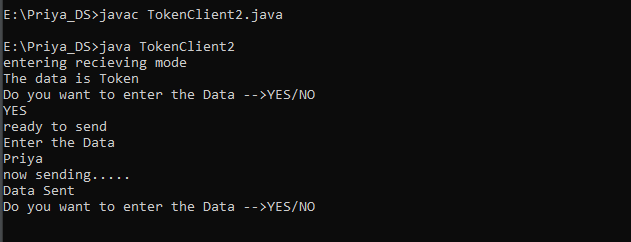 E:\Priya_DS>javac TokenClient2.java
E:\Priya_DS>java TokenClient2
entering recieving mode
The data is Token
Do you want to enter the Data -->YES/NO
YES
ready to send
Enter the Data
Priya
now sending.....
Data Sent
Do you want to enter the Data -->YES/NO